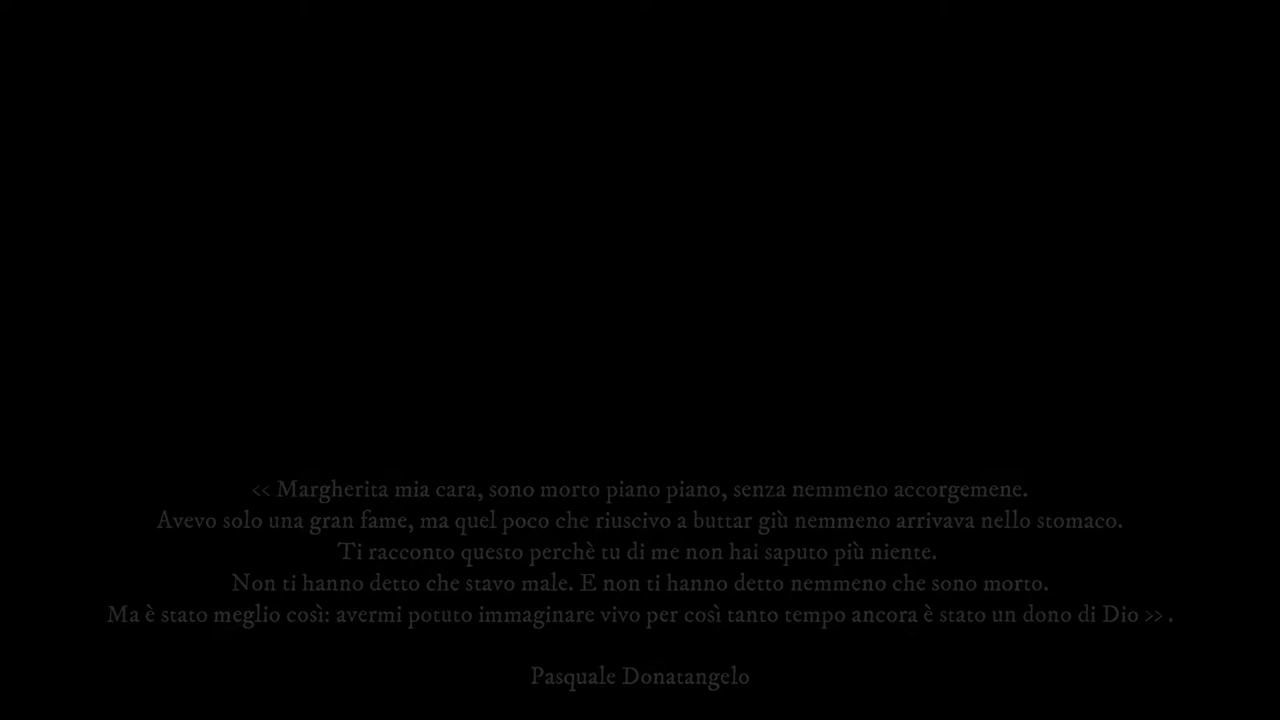 << Margherita mia cara, sono morto piano piano, senza nemmeno accorgemene.
Avevo solo una gran fame, ma quel poco che riuscivo a buttar giù nemmeno arrivava nello stomaco.
Ti racconto questo perchè tu di me non hai saputo più niente.
Non ti hanno detto che stavo male. E non ti hanno detto nemmeno che sono morto.
Ma è stato meglio così: avermi potuto immaginare vivo per così tanto tempo ancora è stato un dono di Dio >> .
Pasquale Donatangelo